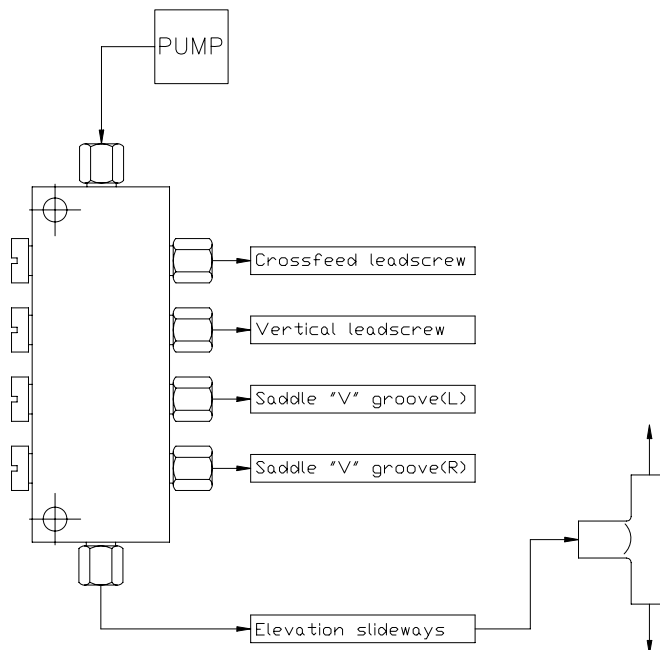 PUMP
Crossfeed leadscrew
Vertical leadscrew
Saddle "V" groove(L)
Saddle "V" groove(R)
Elevation slideways